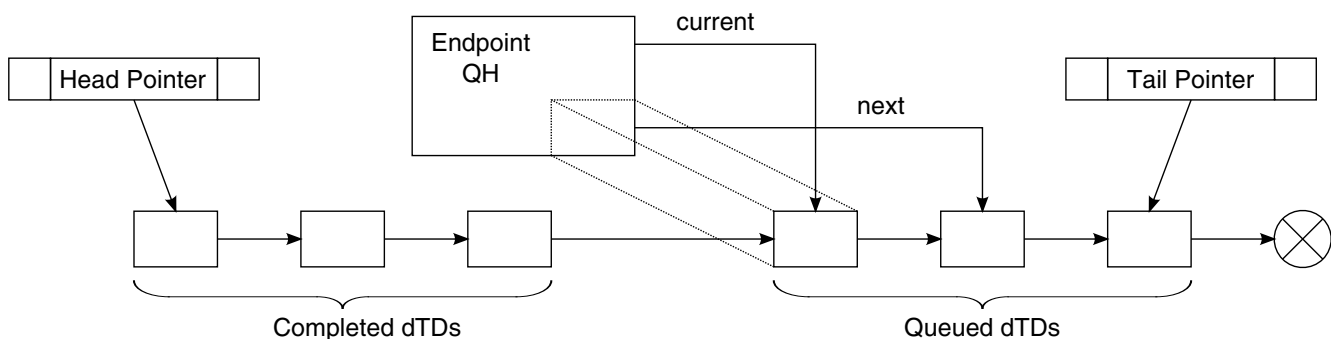 current
Endpoint
QH
Head Pointer
Tail Pointer
next
Completed dTDs
Queued dTDs